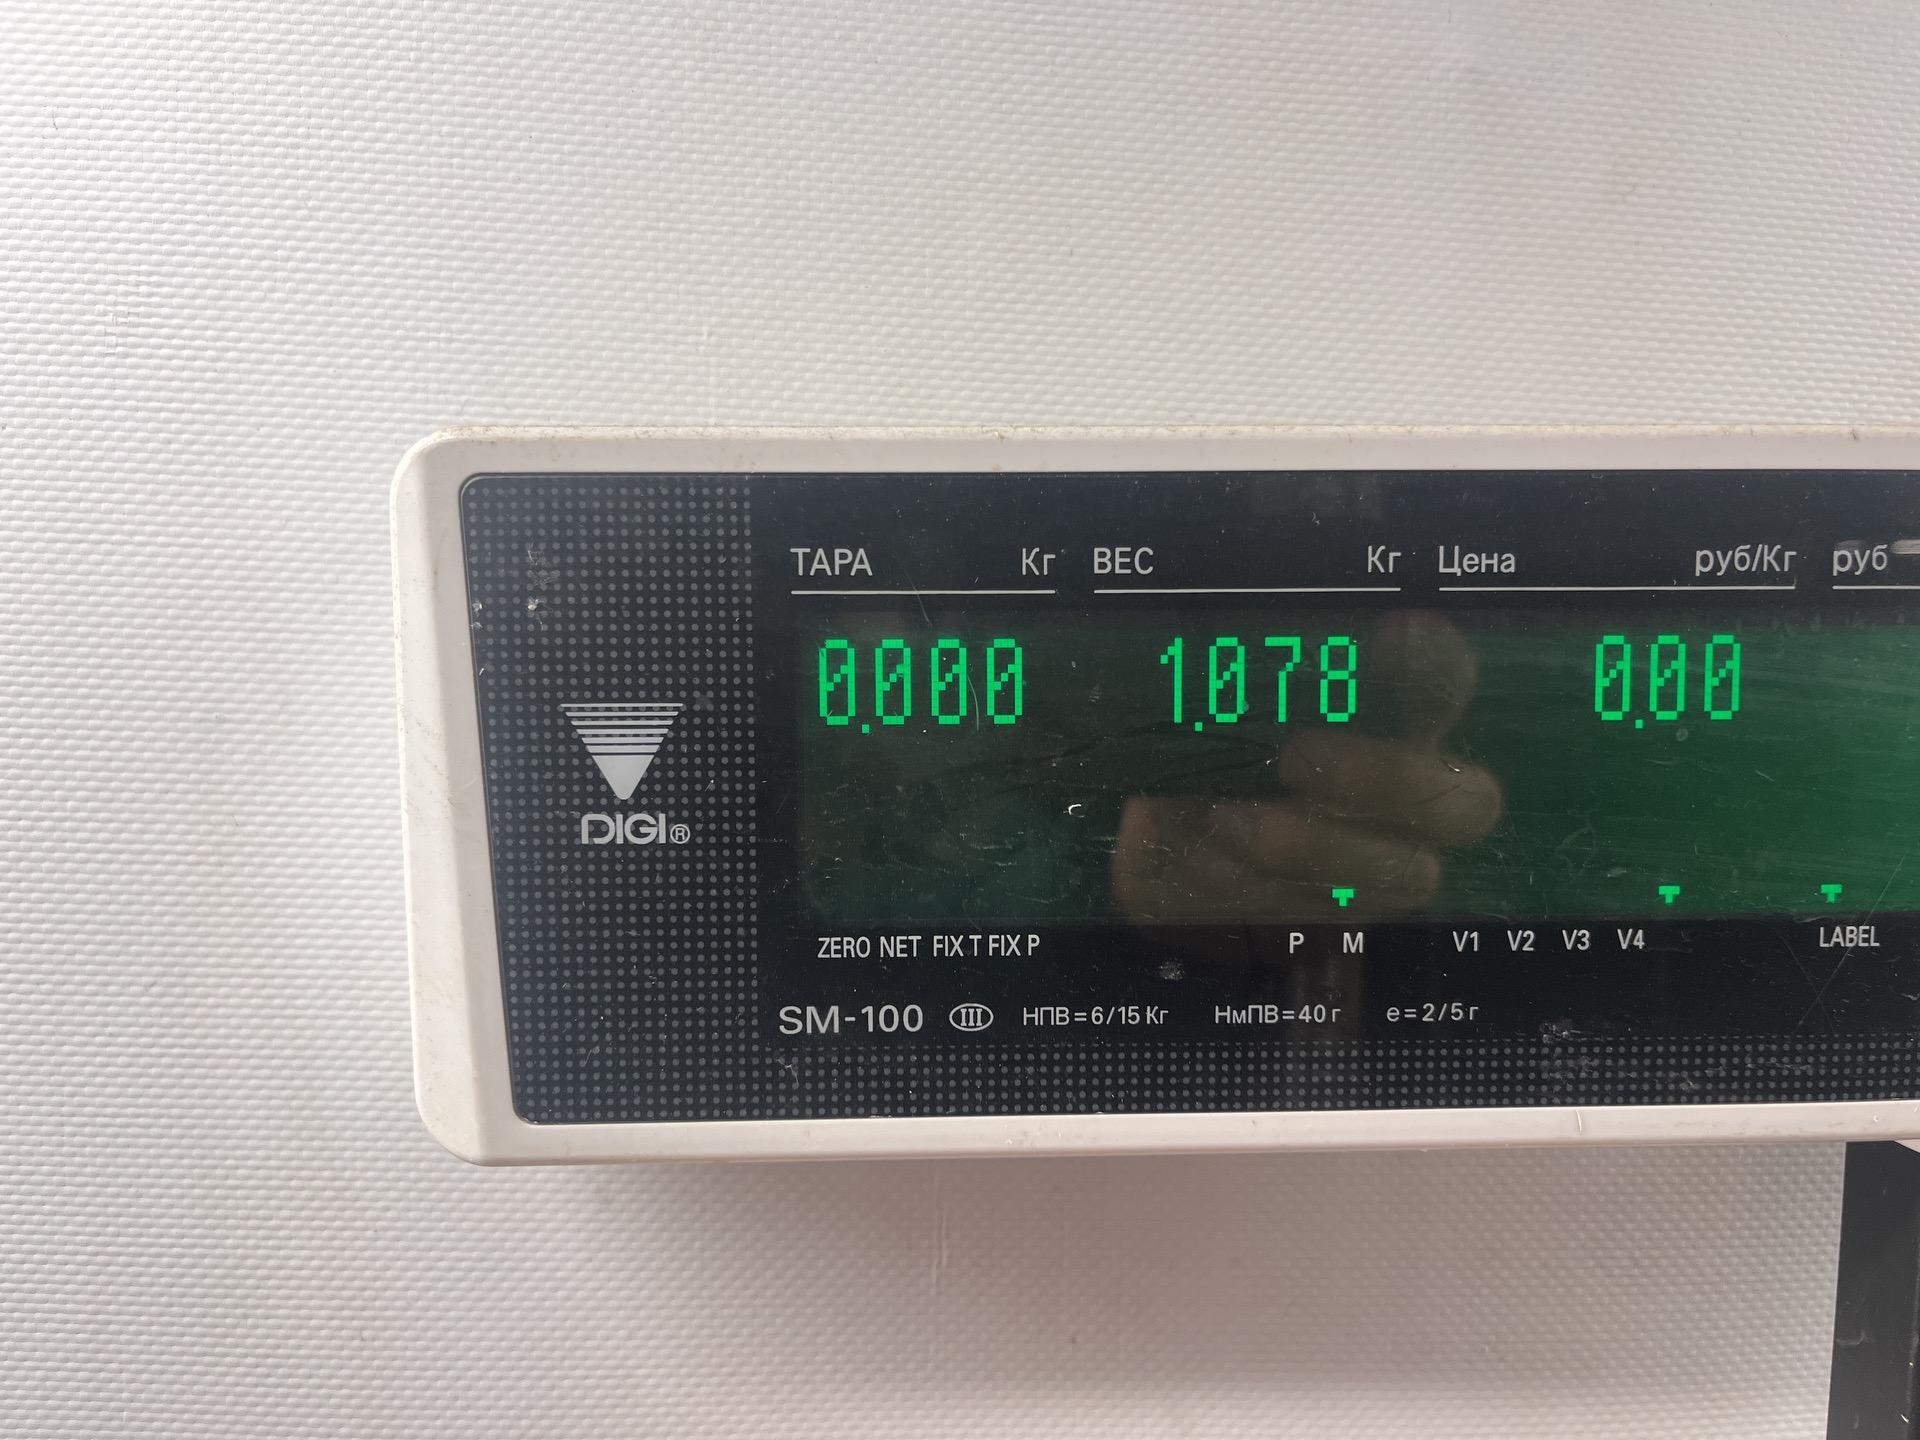 ТАРА Кг ВЕС Кг Цена руб/Кг руб
0.000 1.078 0.00
DIGI®
ZERO NET FIX T FIX P P M V1 V2 V3 V4 LABEL
SM-100 III НПВ=6/15 Кг НмПВ=40 г e=2/5 г